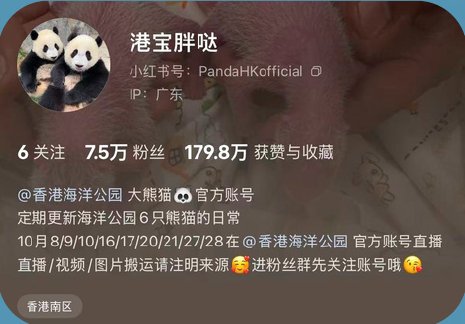 港宝胖哒
小红书号：PandaHKofficial
IP：广东
6 关注 7.5万 粉丝 179.8万 获赞与收藏
@香港海洋公园 大熊猫🐼官方账号
定期更新海洋公园6只熊猫的日常
10月8/9/10/16/17/20/21/27/28在@香港海洋公园 官方账号直播
直播/视频/图片搬运请注明来源🥰进粉丝群先关注账号哦😘
香港南区